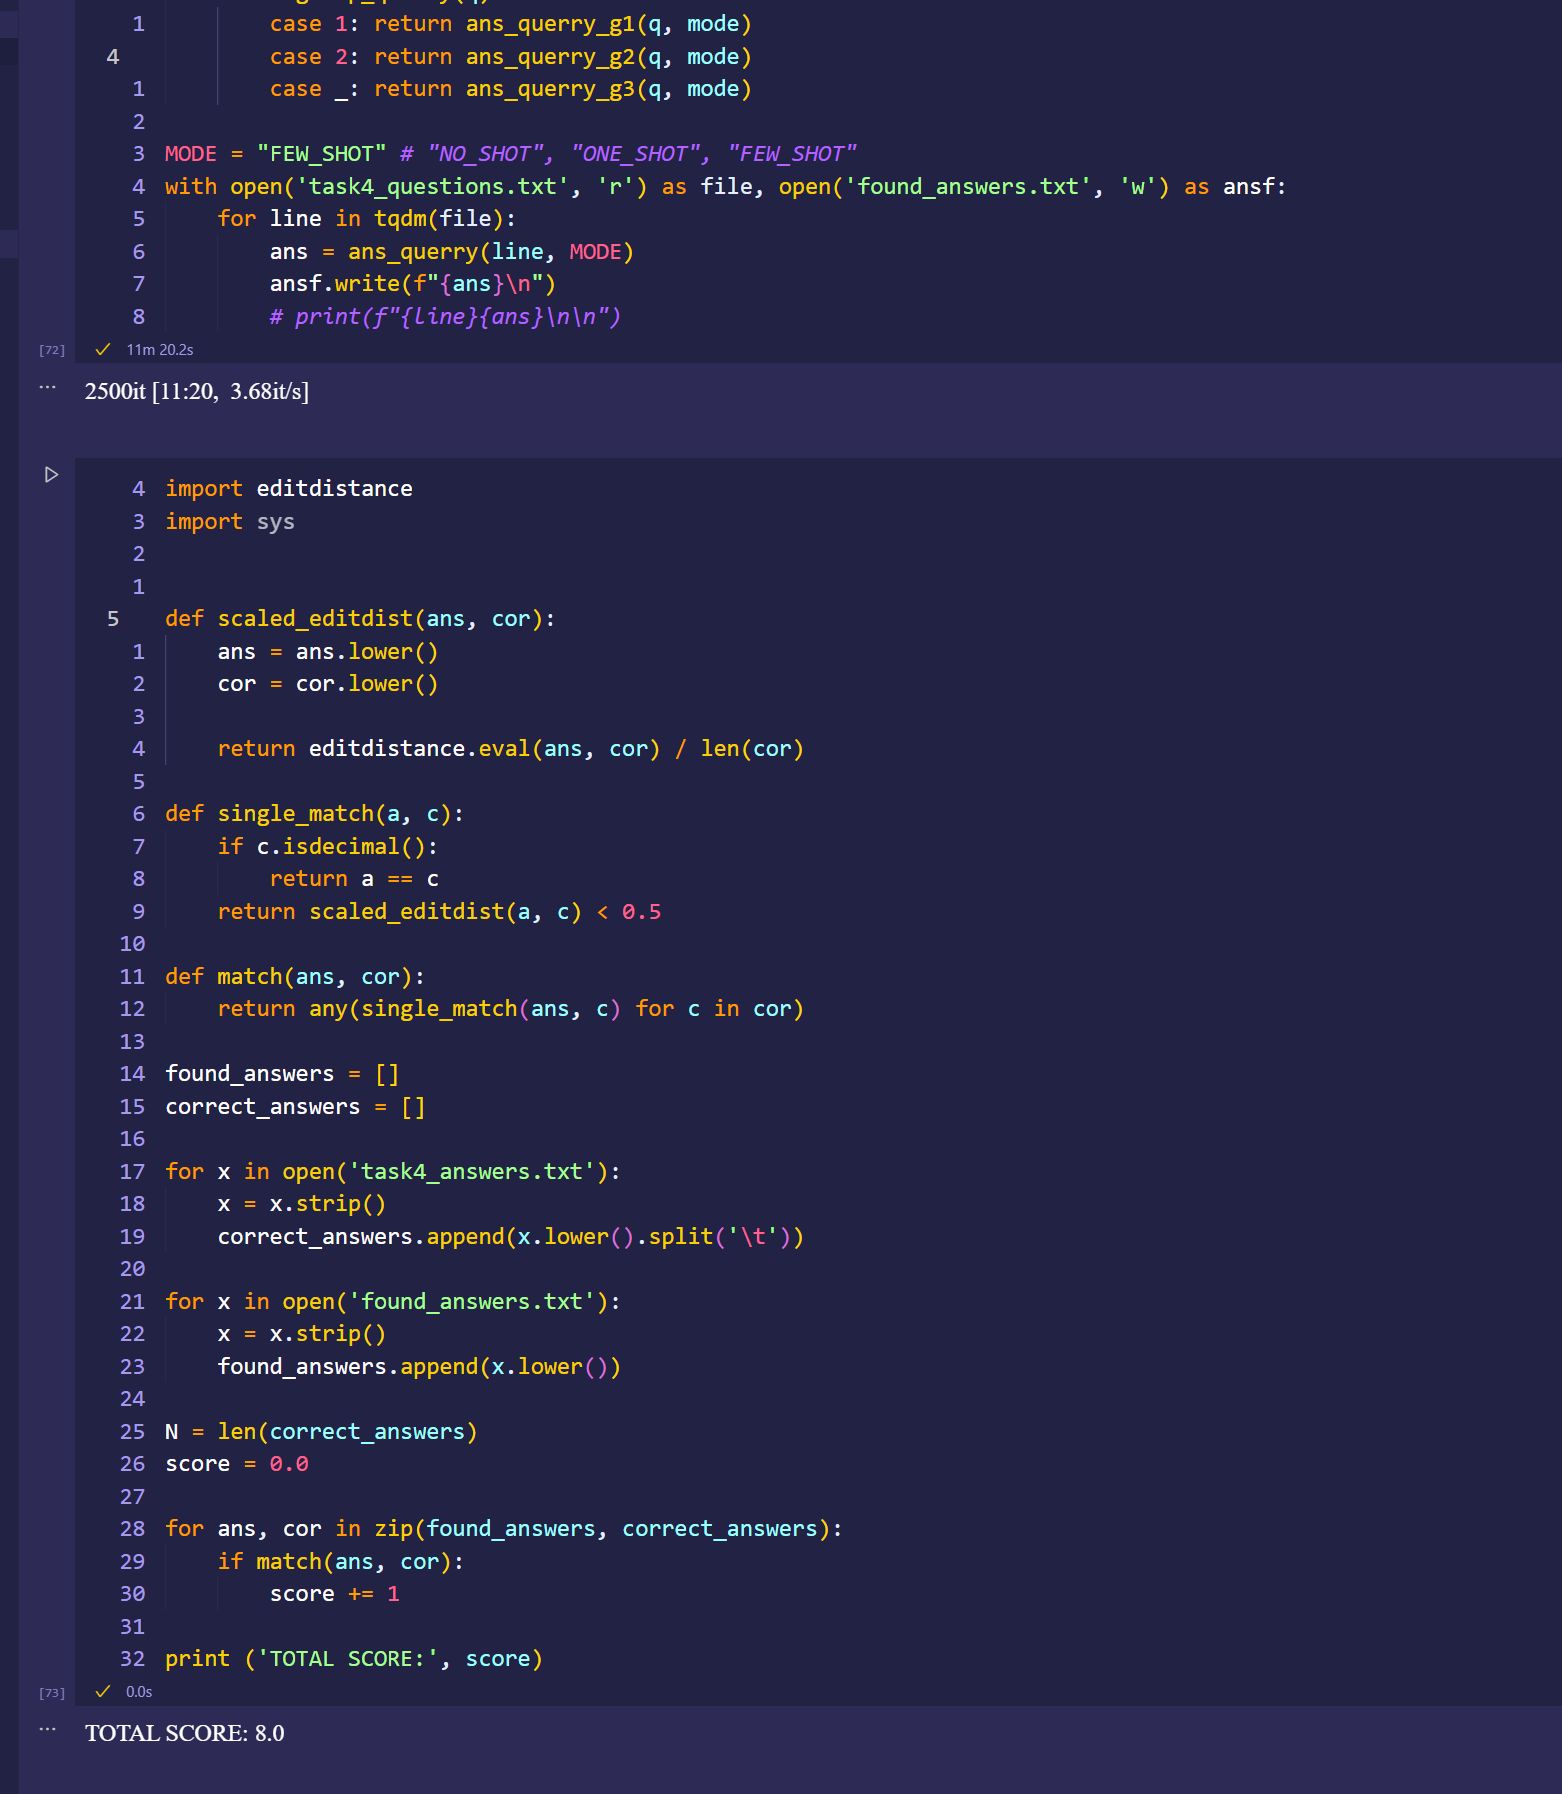 1 case 1: return ans_querry_g1(q, mode)
4 case 2: return ans_querry_g2(q, mode)
1 case _: return ans_querry_g3(q, mode)
2
3 MODE = "FEW_SHOT" # "NO_SHOT", "ONE_SHOT", "FEW_SHOT"
4 with open('task4_questions.txt', 'r') as file, open('found_answers.txt', 'w') as ansf:
5 for line in tqdm(file):
6 ans = ans_querry(line, MODE)
7 ansf.write(f"{ans}\n")
8 # print(f"{line}{ans}\n\n")
[72] ✓ 11m 20.2s
... 2500it [11:20, 3.68it/s]
4 import editdistance
3 import sys
2
1
5 def scaled_editdist(ans, cor):
1 ans = ans.lower()
2 cor = cor.lower()
3
4 return editdistance.eval(ans, cor) / len(cor)
5
6 def single_match(a, c):
7 if c.isdecimal():
8 return a == c
9 return scaled_editdist(a, c) < 0.5
10
11 def match(ans, cor):
12 return any(single_match(ans, c) for c in cor)
13
14 found_answers = []
15 correct_answers = []
16
17 for x in open('task4_answers.txt'):
18 x = x.strip()
19 correct_answers.append(x.lower().split('\t'))
20
21 for x in open('found_answers.txt'):
22 x = x.strip()
23 found_answers.append(x.lower())
24
25 N = len(correct_answers)
26 score = 0.0
27
28 for ans, cor in zip(found_answers, correct_answers):
29 if match(ans, cor):
30 score += 1
31
32 print ('TOTAL SCORE:', score)
[73] ✓ 0.0s
... TOTAL SCORE: 8.0